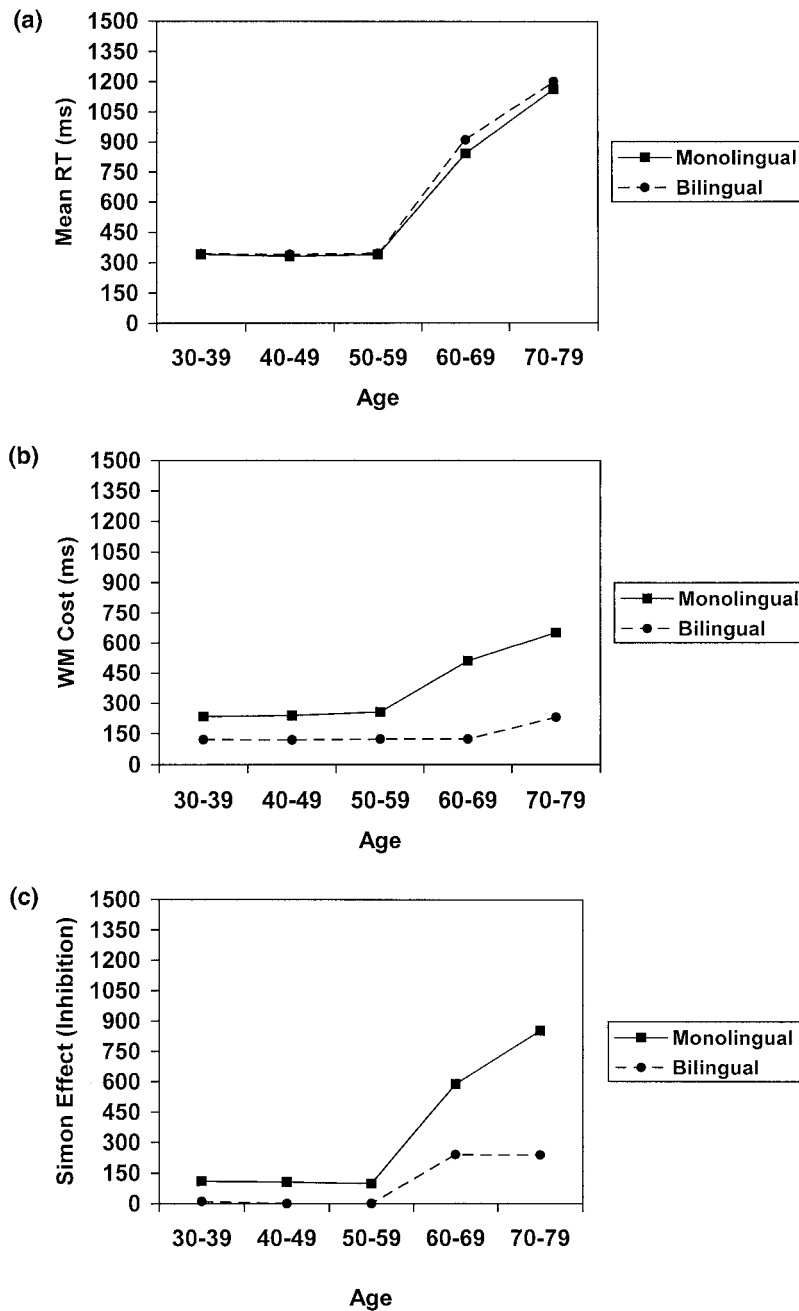 (a)
1500
1350
1200
1050
900
750
600
450
300
150
0
Mean RT (ms)
30-39 40-49 50-59 60-69 70-79
Age
Monolingual
Bilingual
(b)
1500
1350
1200
1050
900
750
600
450
300
150
0
WM Cost (ms)
30-39 40-49 50-59 60-69 70-79
Age
Monolingual
Bilingual
(c)
1500
1350
1200
1050
900
750
600
450
300
150
0
Simon Effect (Inhibition)
30-39 40-49 50-59 60-69 70-79
Age
Monolingual
Bilingual